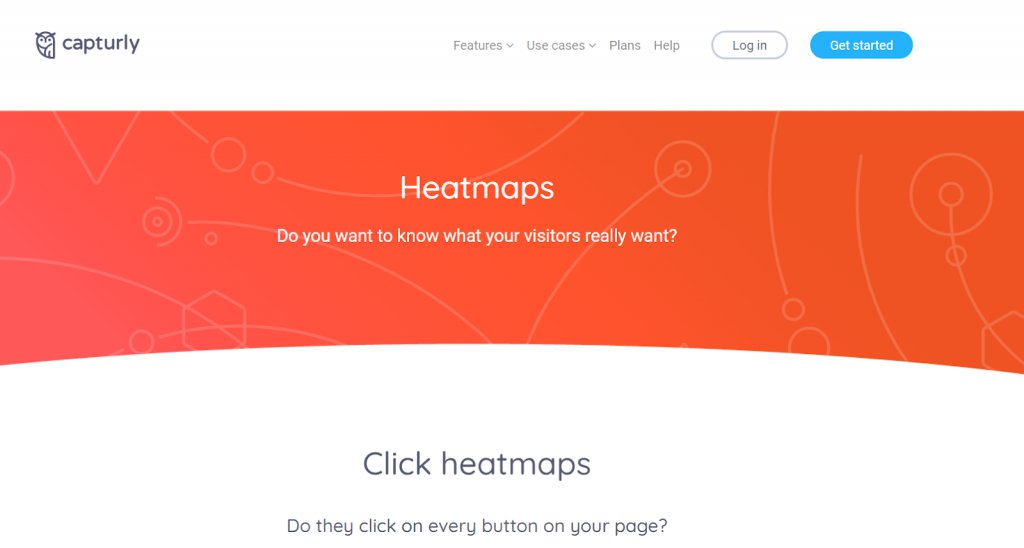 capturly
Features Use cases Plans Help Log in Get started
Heatmaps
Do you want to know what your visitors really want?
Click heatmaps
Do they click on every button on your page?